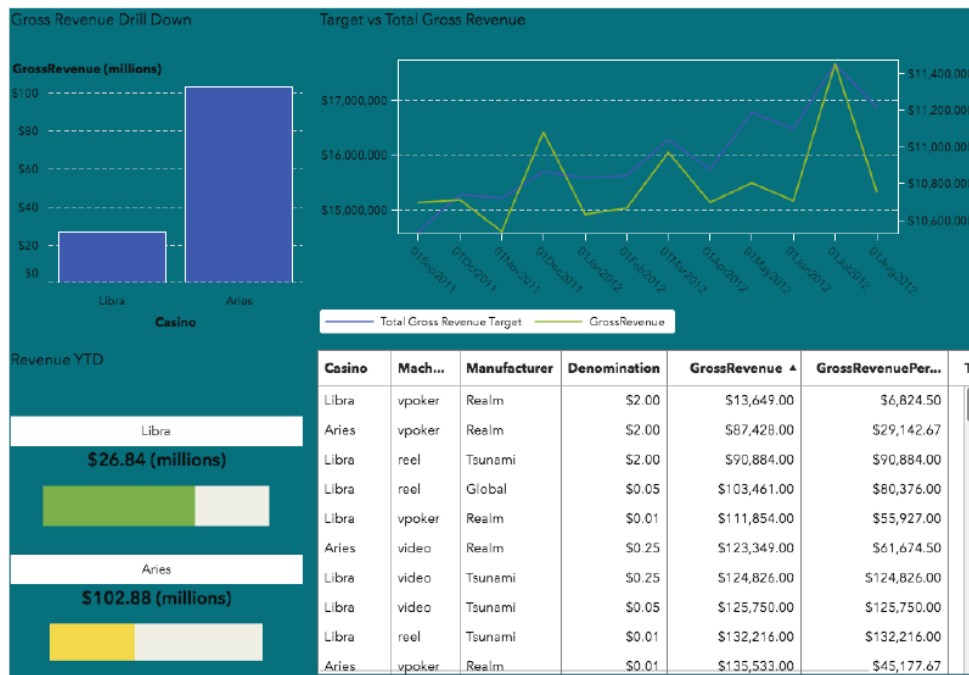 Gross Revenue Drill Down
GrossRevenue (millions)
$100
$80
$60
$40
$20
$0
Libra Aries
Casino
Target vs Total Gross Revenue
$17,000,000
$16,000,000
$15,000,000
$11,400,000
$11,200,000
$11,000,000
$10,800,000
$10,600,000
01Sep2011 01Oct2011 01Nov2011 01Dec2011 01Jan2012 01Feb2012 01Mar2012 01Apr2012 01May2012 01Jun2012 01Jul2012 01Aug2012
Total Gross Revenue Target GrossRevenue
Revenue YTD
Libra
$26.84 (millions)
Aries
$102.88 (millions)
Casino Mach... Manufacturer Denomination GrossRevenue GrossRevenuePer... T
Libra vpoker Realm $2.00 $13,649.00 $6,824.50
Aries vpoker Realm $2.00 $87,428.00 $29,142.67
Libra reel Tsunami $2.00 $90,884.00 $90,884.00
Libra reel Global $0.05 $103,461.00 $80,376.00
Libra vpoker Realm $0.01 $111,854.00 $55,927.00
Aries video Realm $0.25 $123,349.00 $61,674.50
Libra video Tsunami $0.25 $124,826.00 $124,826.00
Libra video Tsunami $0.05 $125,750.00 $125,750.00
Libra reel Tsunami $0.01 $132,216.00 $132,216.00
Aries vpoker Realm $0.01 $135,533.00 $45,177.67